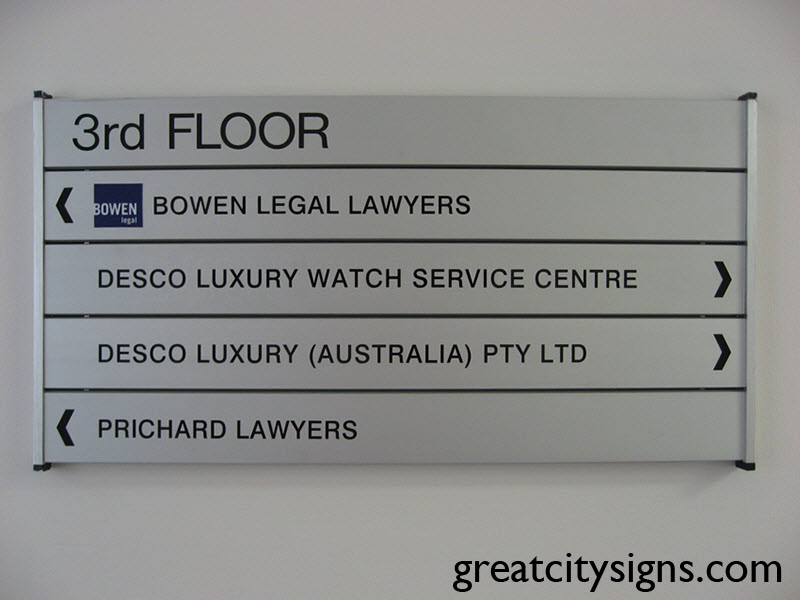 3rd FLOOR
BOWEN legal BOWEN LEGAL LAWYERS
DESCO LUXURY WATCH SERVICE CENTRE
DESCO LUXURY (AUSTRALIA) PTY LTD
PRICHARD LAWYERS
greatcitysigns.com